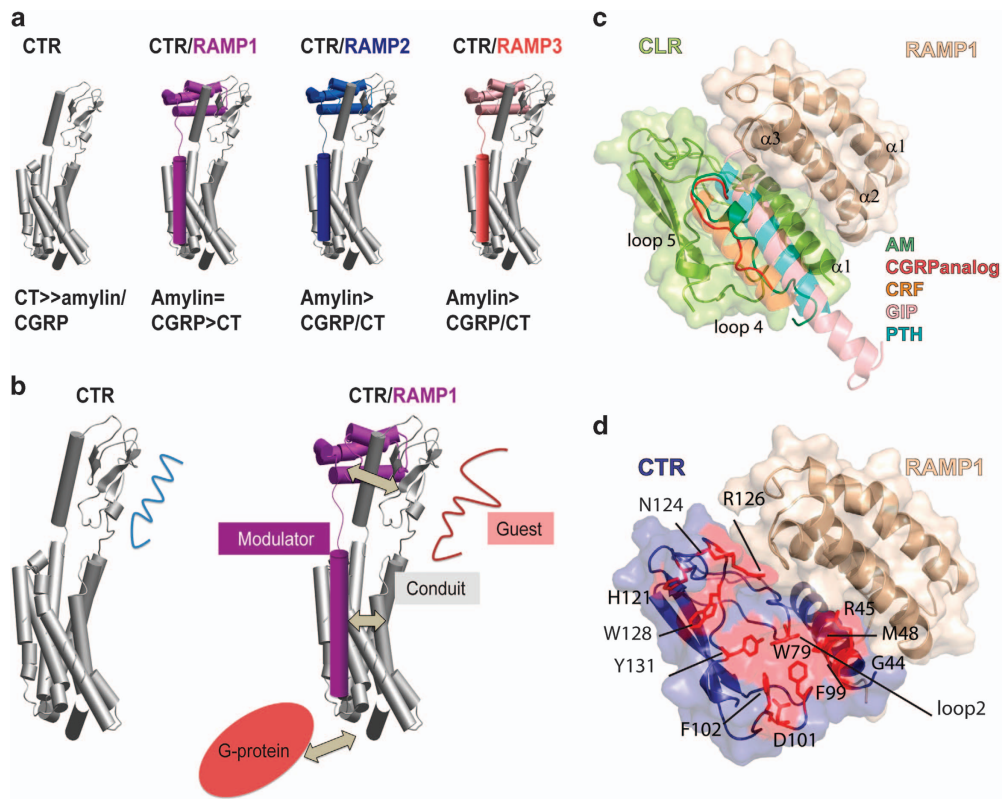 a
CTR
CTR/RAMP1
CTR/RAMP2
CTR/RAMP3
CT>>amylin/
CGRP
Amylin=
CGRP>CT
Amylin>
CGRP/CT
Amylin>
CGRP/CT
b
CTR
CTR/RAMP1
Modulator
Guest
Conduit
G-protein
c
CLR
RAMP1
α3
α1
α2
loop 5
α1
loop 4
AM
CGRPanalog
CRF
GIP
PTH
d
CTR
RAMP1
N124
R126
H121
R45
W128
M48
W79
Y131
G44
F99
loop2
F102
D101